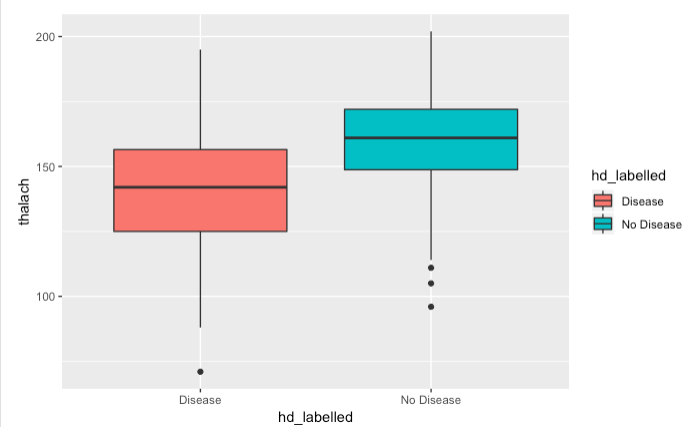 200
150
100
thalach
Disease
No Disease
hd_labelled
hd_labelled
Disease
No Disease